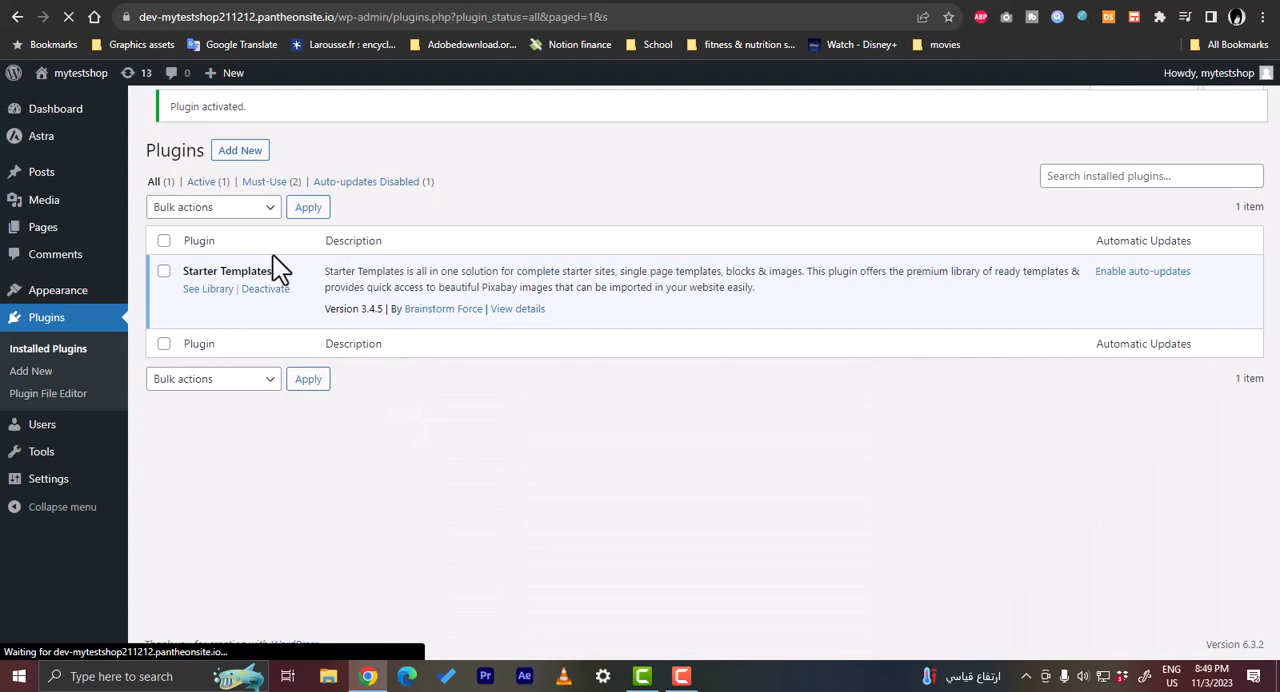 dev-mytestshop211212.pantheonsite.io/wp-admin/plugins.php?plugin_status=all&paged=1&s
Bookmarks Graphics assets Google Translate Larousse.fr : encycl... Adobedownload.or... Notion finance School fitness & nutrition s... Watch - Disney+ movies All Bookmarks
mytestshop 13 0 New Howdy, mytestshop
Dashboard
Astra
Posts
Media
Pages
Comments
Appearance
Plugins
Installed Plugins
Add New
Plugin File Editor
Users
Tools
Settings
Collapse menu
Plugin activated.
Plugins Add New
All (1) | Active (1) | Must-Use (2) | Auto-updates Disabled (1)
Search installed plugins...
Bulk actions Apply 1 item
Plugin Description Automatic Updates
Starter Templates
See Library | Deactivate
Starter Templates is all in one solution for complete starter sites, single page templates, blocks & images. This plugin offers the premium library of ready templates &
provides quick access to beautiful Pixabay images that can be imported in your website easily.
Version 3.4.5 | By Brainstorm Force | View details
Enable auto-updates
Plugin Description Automatic Updates
Bulk actions Apply 1 item
Version 6.3.2
Waiting for dev-mytestshop211212.pantheonsite.io...
Type here to search
ارتفاع قياسي
ENG
US
8:49 PM
11/3/2023